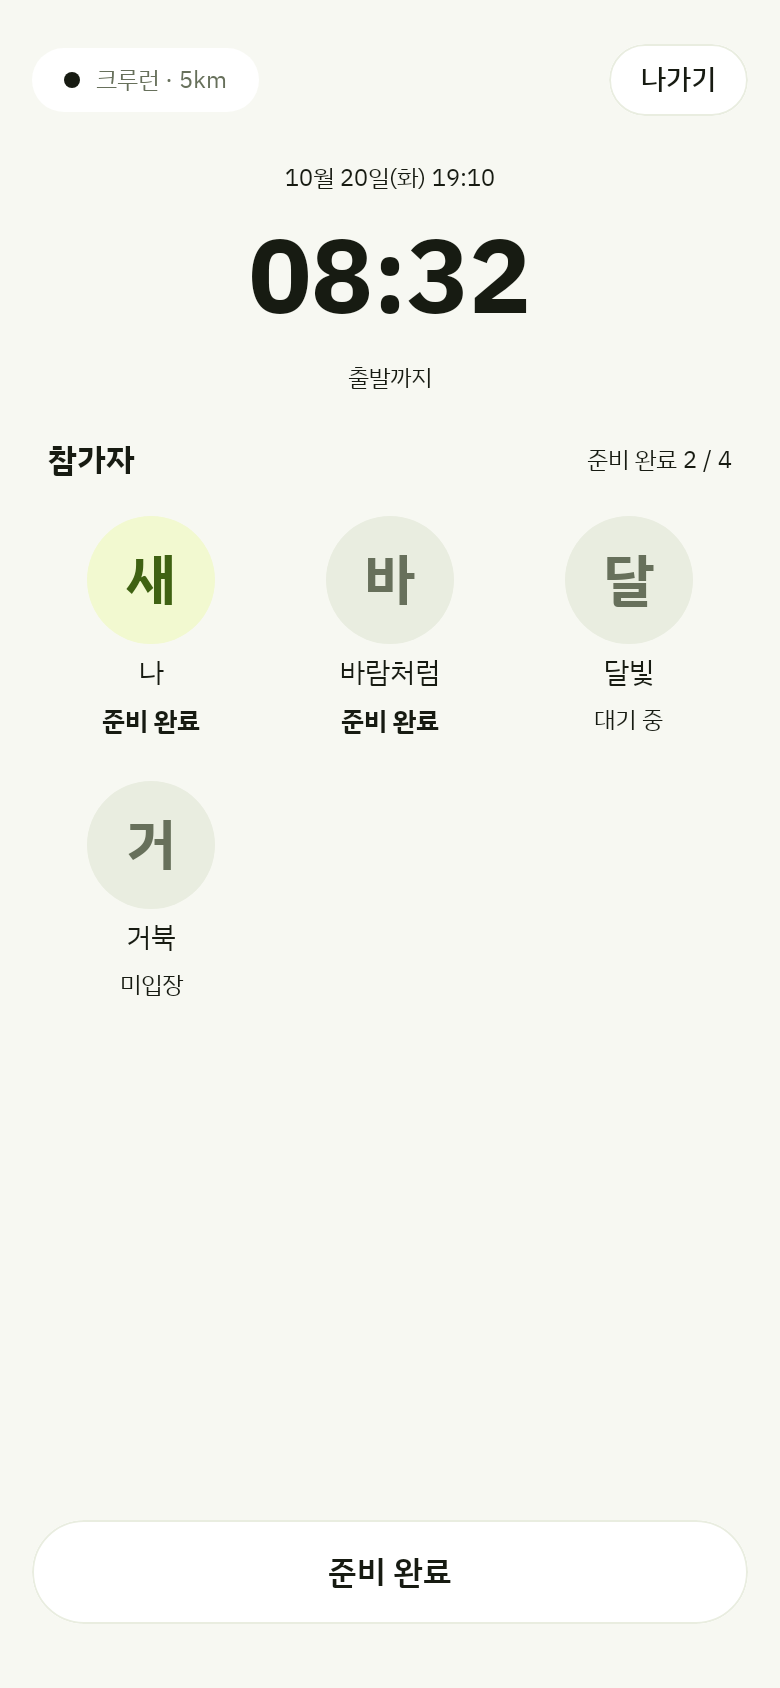 크루런 · 5km
나가기
10월 20일(화) 19:10
08:32
출발까지
참가자
준비 완료 2 / 4
새
바
달
나
바람처럼
달빛
준비 완료
준비 완료
대기 중
거
거북
미입장
준비 완료